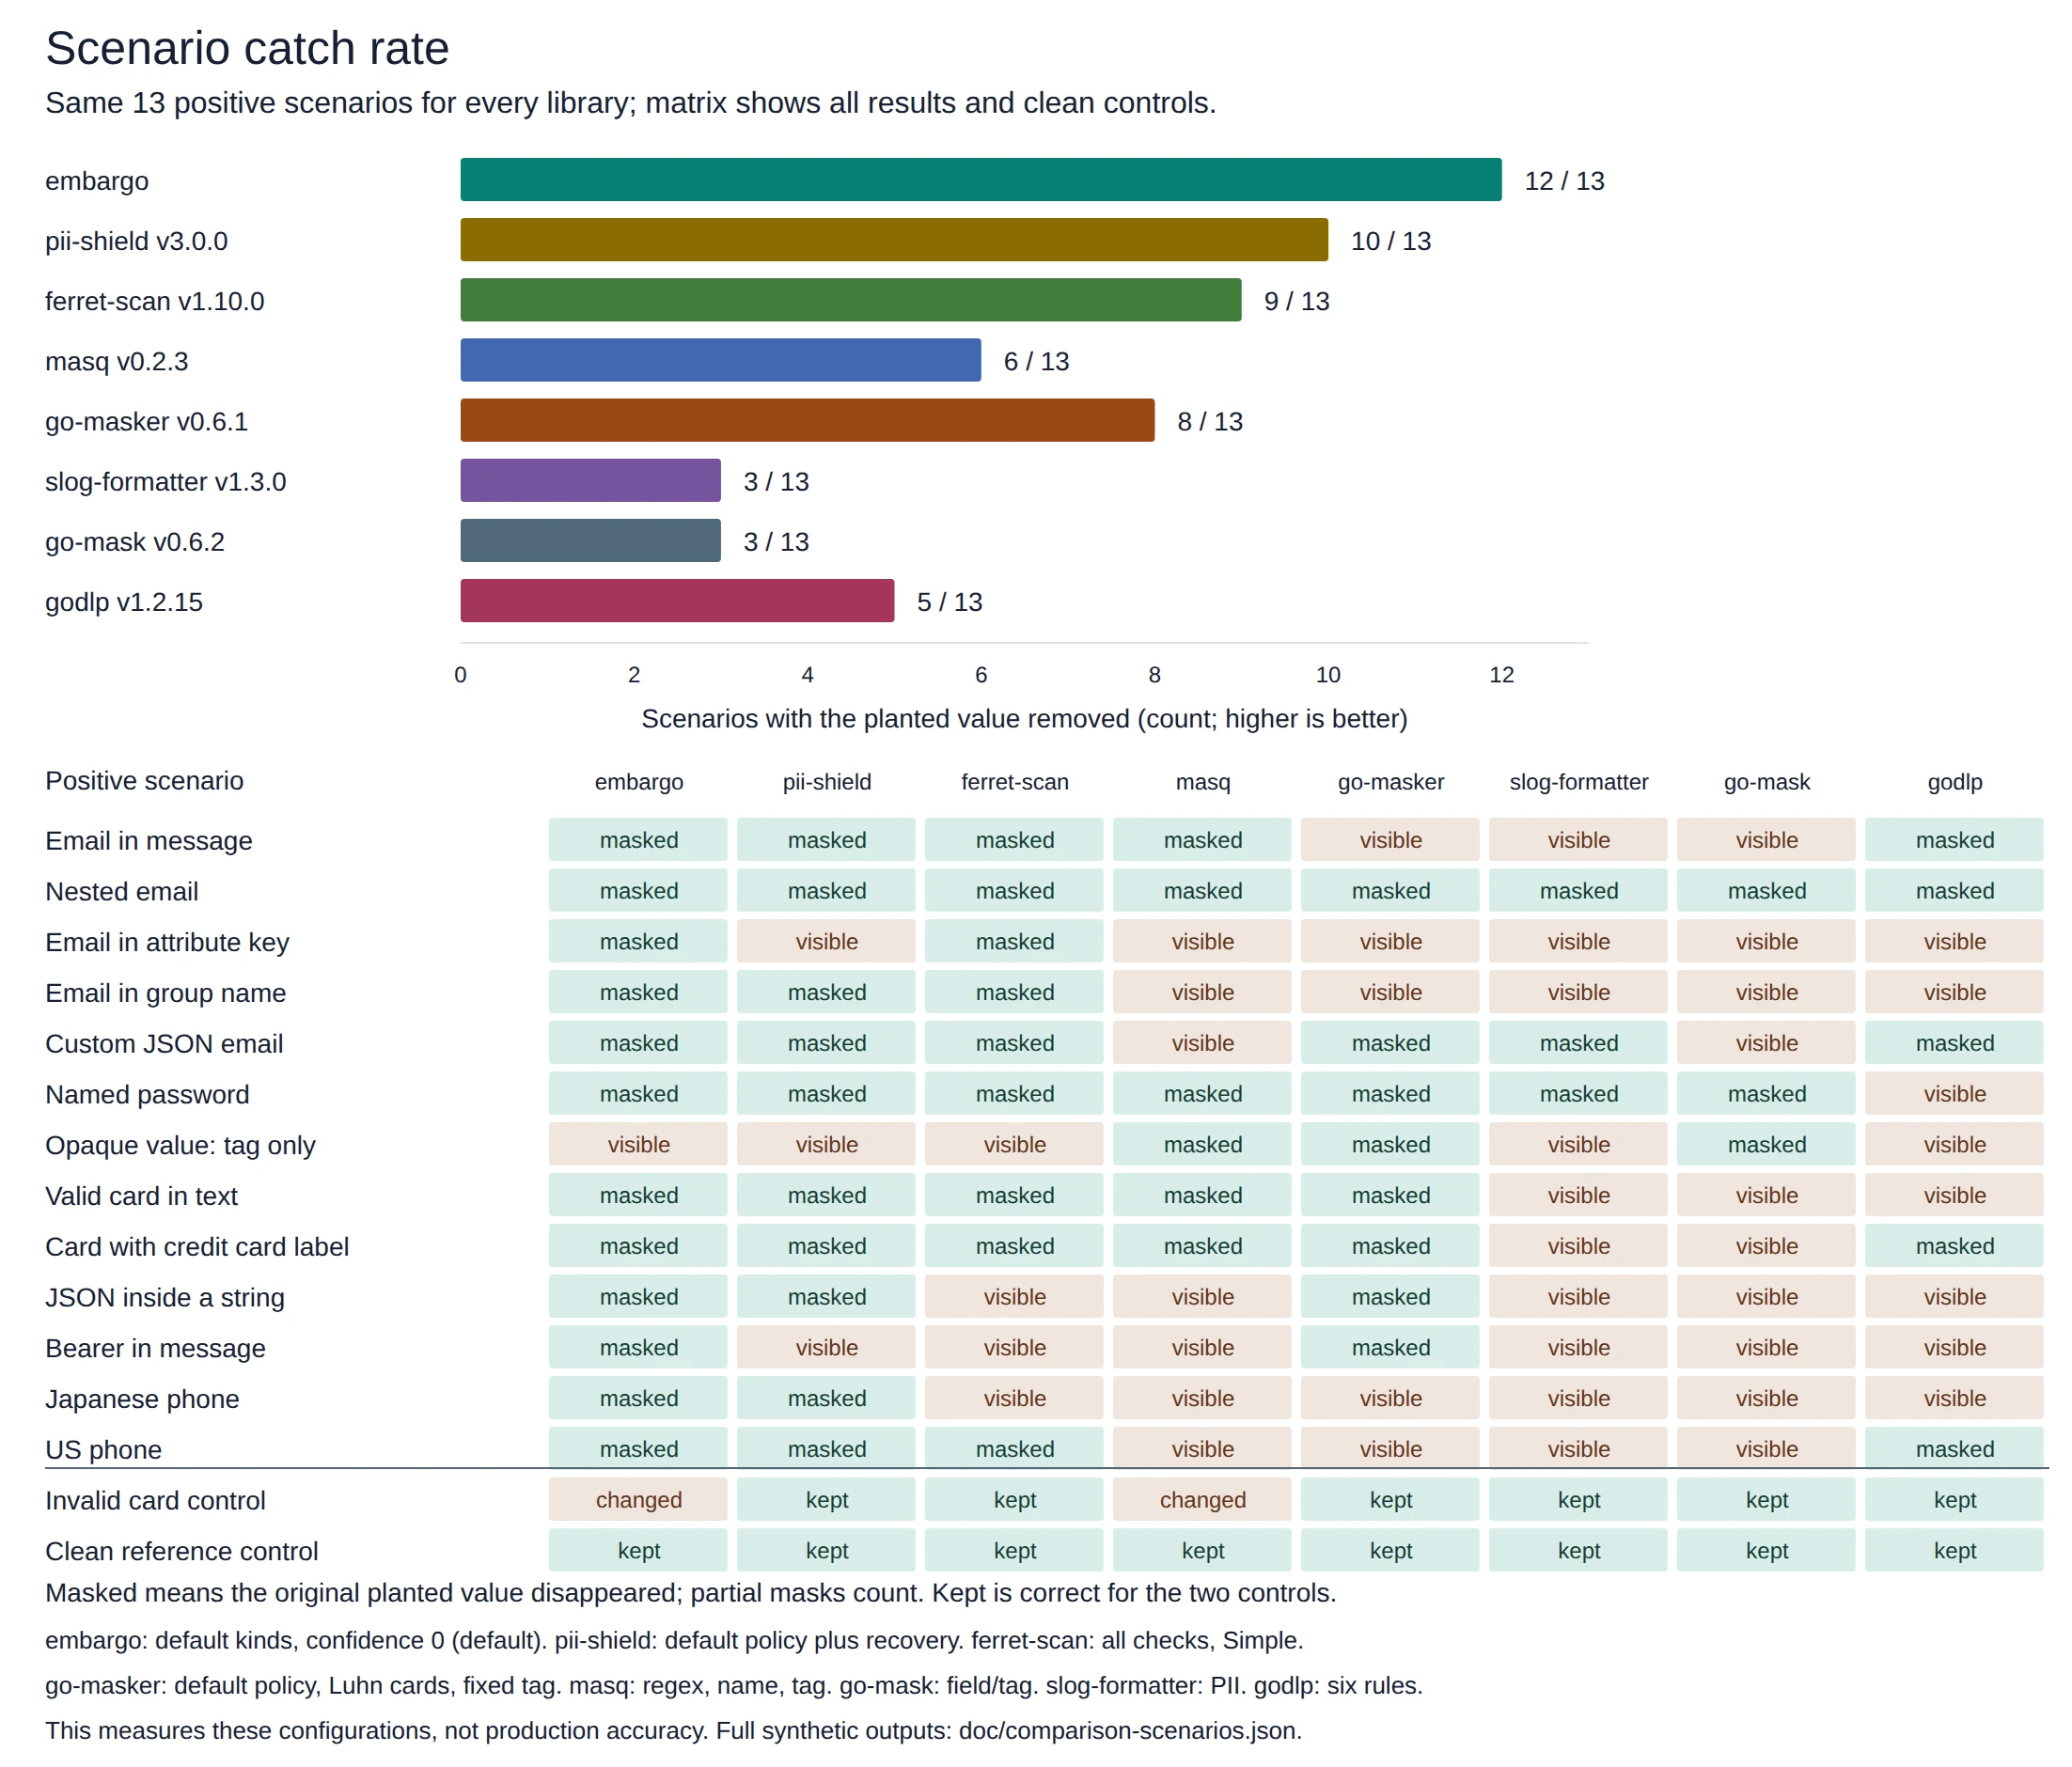 Scenario catch rate
Same 13 positive scenarios for every library; matrix shows all results and clean controls.
embargo 12 / 13
pii-shield v3.0.0 10 / 13
ferret-scan v1.10.0 9 / 13
masq v0.2.3 6 / 13
go-masker v0.6.1 8 / 13
slog-formatter v1.3.0 3 / 13
go-mask v0.6.2 3 / 13
godlp v1.2.15 5 / 13
0 2 4 6 8 10 12
Scenarios with the planted value removed (count; higher is better)
Positive scenario embargo pii-shield ferret-scan masq go-masker slog-formatter go-mask godlp
Email in message masked masked masked masked visible visible visible masked
Nested email masked masked masked masked masked masked masked masked
Email in attribute key masked visible masked visible visible visible visible visible
Email in group name masked masked masked visible visible visible visible visible
Custom JSON email masked masked masked visible masked masked visible masked
Named password masked masked masked masked masked masked masked visible
Opaque value: tag only visible visible visible masked masked visible masked visible
Valid card in text masked masked masked masked masked visible visible visible
Card with credit card label masked masked masked masked masked visible visible masked
JSON inside a string masked masked visible visible masked visible visible visible
Bearer in message masked visible visible visible masked visible visible visible
Japanese phone masked masked visible visible visible visible visible visible
US phone masked masked masked visible visible visible visible masked
Invalid card control changed kept kept changed kept kept kept kept
Clean reference control kept kept kept kept kept kept kept kept
Masked means the original planted value disappeared; partial masks count. Kept is correct for the two controls.
embargo: default kinds, confidence 0 (default). pii-shield: default policy plus recovery. ferret-scan: all checks, Simple.
go-masker: default policy, Luhn cards, fixed tag. masq: regex, name, tag. go-mask: field/tag. slog-formatter: PII. godlp: six rules.
This measures these configurations, not production accuracy. Full synthetic outputs: doc/comparison-scenarios.json.